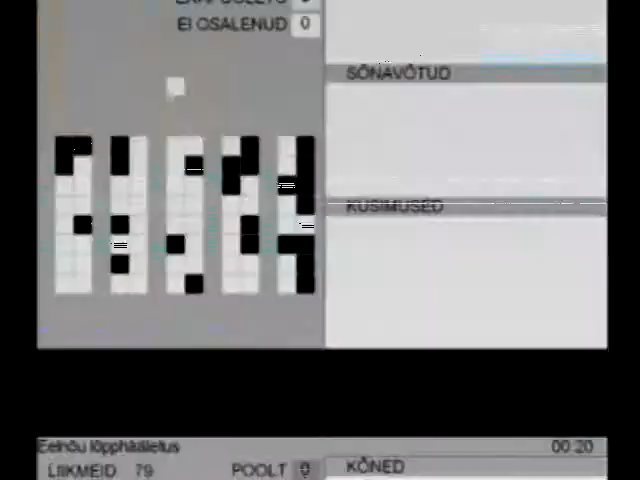 EI OSALENUD 0
SÕNAVÕTUD
KÜSIMUSED
Eelnõu lõpphääletus 00:20
LIIKMEID 79 POOLT 0
KÕNED